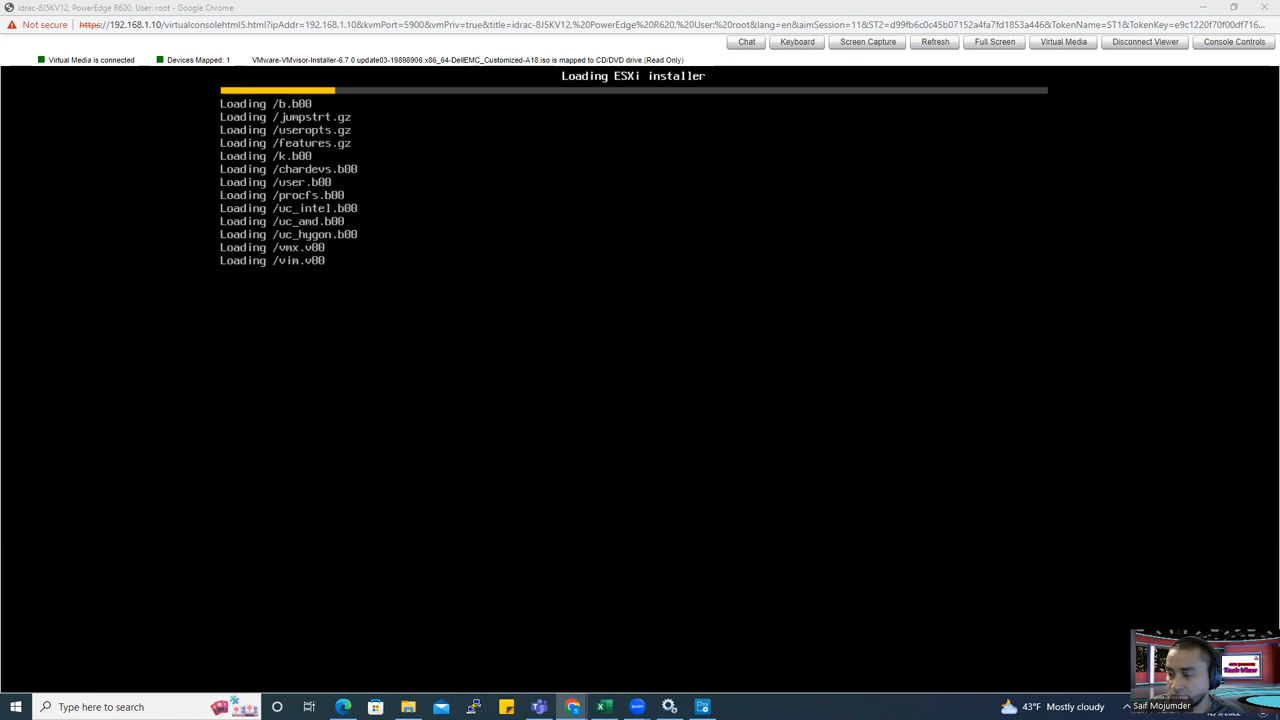 idrac-8J5KV12, PowerEdge R620, User: root - Google Chrome
Not secure https://192.168.1.10/virtualconsolehtml5.html?ipAddr=192.168.1.10&kvmPort=5900&vmPriv=true&title=idrac-8J5KV12,%20PowerEdge%20R620,%20User:%20root&lang=en&aimSession=11&ST2=d99fb6c0c45b07152a4fa7fd1853a446&TokenName=ST1&TokenKey=e9c1220f70f00df716...
Chat Keyboard Screen Capture Refresh Full Screen Virtual Media Disconnect Viewer Console Controls
Virtual Media is connected Devices Mapped: 1 VMware-VMvisor-Installer-6.7.0.update03-19898906.x86_64-DellEMC_Customized-A18.iso is mapped to CD/DVD drive.(Read Only)
Loading ESXi installer
Loading /b.b00
Loading /jumpstrt.gz
Loading /useropts.gz
Loading /features.gz
Loading /k.b00
Loading /chardevs.b00
Loading /user.b00
Loading /procfs.b00
Loading /uc_intel.b00
Loading /uc_amd.b00
Loading /uc_hygon.b00
Loading /vmx.v00
Loading /vim.v00
Tech View
Type here to search
43°F Mostly cloudy
Saif Mojumder